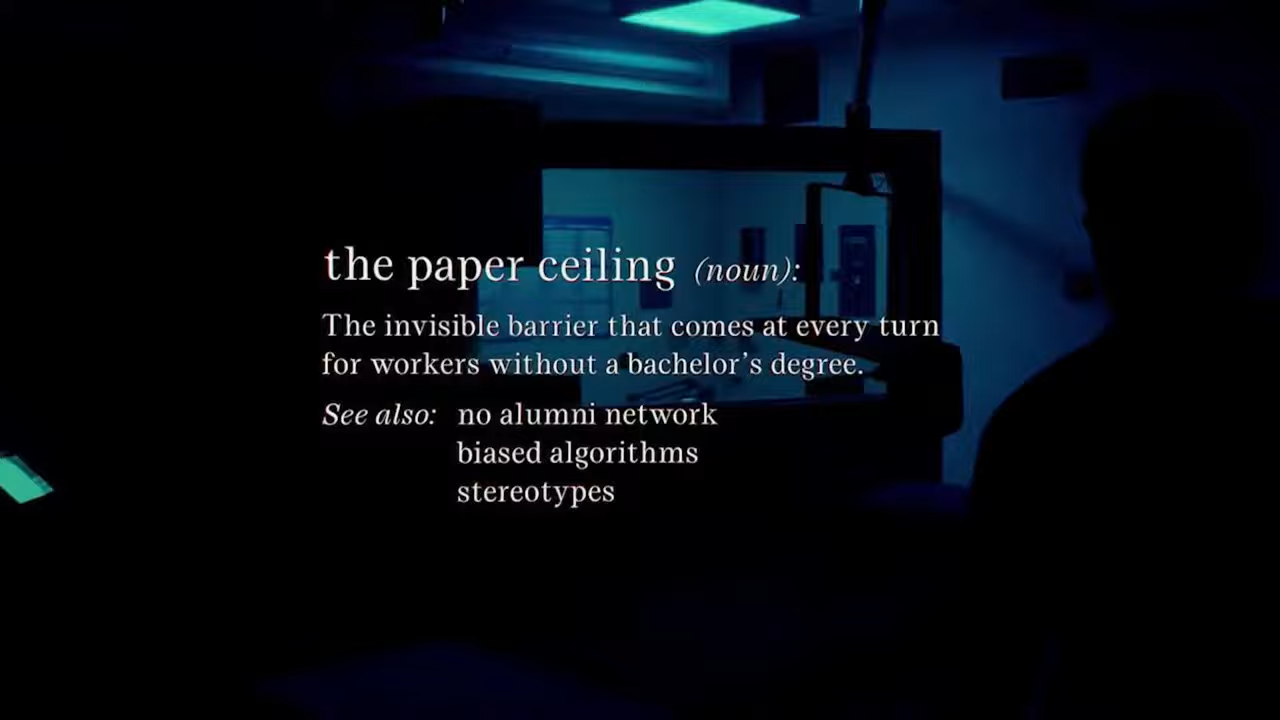 the paper ceiling (noun):
The invisible barrier that comes at every turn
for workers without a bachelor’s degree.
See also: no alumni network
biased algorithms
stereotypes